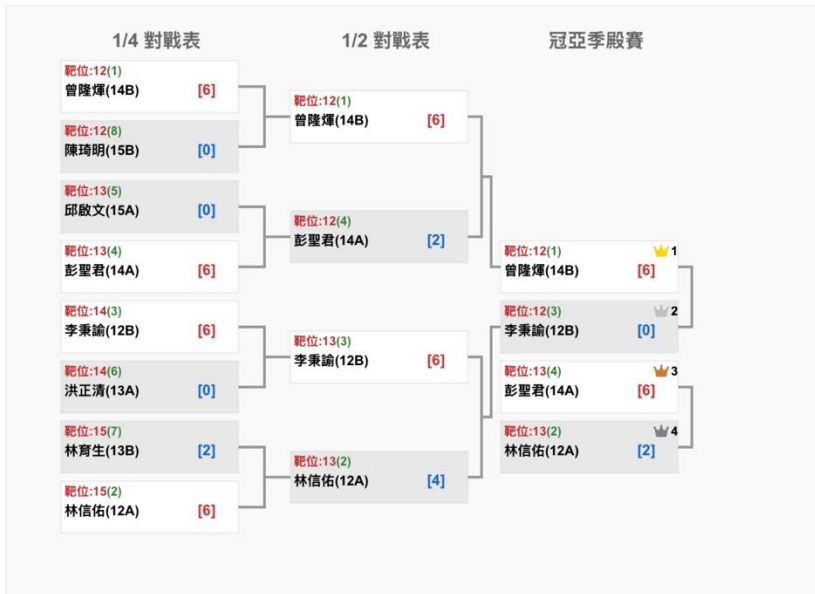 1/4 對戰表
靶位:12(1)
曾隆煇(14B) [6]
靶位:12(8)
陳琦明(15B) [0]
靶位:13(5)
邱啟文(15A) [0]
靶位:13(4)
彭聖君(14A) [6]
靶位:14(3)
李秉諭(12B) [6]
靶位:14(6)
洪正清(13A) [0]
靶位:15(7)
林育生(13B) [2]
靶位:15(2)
林信佑(12A) [6]
1/2 對戰表
靶位:12(1)
曾隆煇(14B) [6]
靶位:12(4)
彭聖君(14A) [2]
靶位:13(3)
李秉諭(12B) [6]
靶位:13(2)
林信佑(12A) [4]
冠亞季殿賽
靶位:12(1) 1
曾隆煇(14B) [6]
靶位:12(3) 2
李秉諭(12B) [0]
靶位:13(4) 3
彭聖君(14A) [6]
靶位:13(2) 4
林信佑(12A) [2]